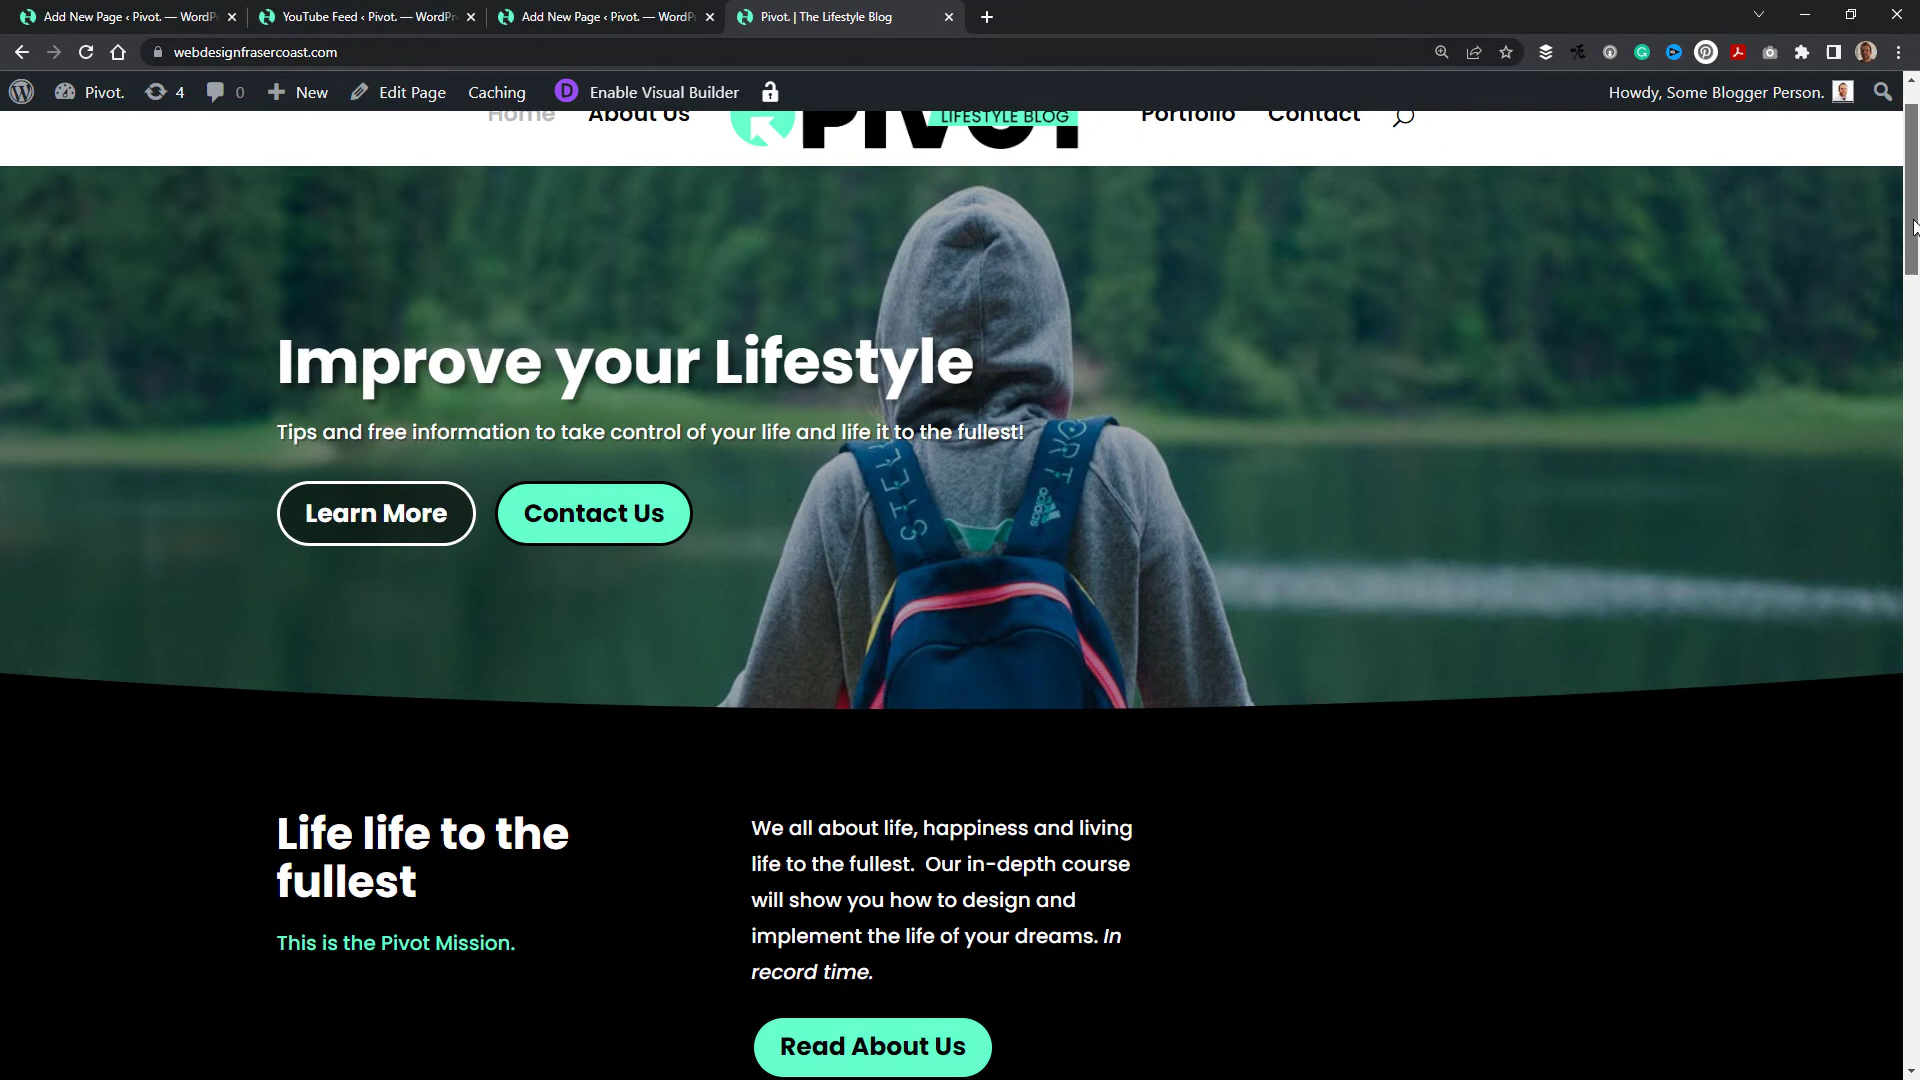 Add New Page ‹ Pivot. — WordP
YouTube Feed ‹ Pivot. — WordPr
Add New Page ‹ Pivot. — WordP
Pivot. | The Lifestyle Blog
webdesignfrasercoast.com
Pivot.
4
0
New
Edit Page
Caching
D
Enable Visual Builder
Howdy, Some Blogger Person.
Home
About Us
PIVOT
LIFESTYLE BLOG
Portfolio
Contact
Improve your Lifestyle
Tips and free information to take control of your life and life it to the fullest!
Learn More
Contact Us
adidas
Life life to the
fullest
This is the Pivot Mission.
We all about life, happiness and living
life to the fullest. Our in-depth course
will show you how to design and
implement the life of your dreams. In
record time.
Read About Us